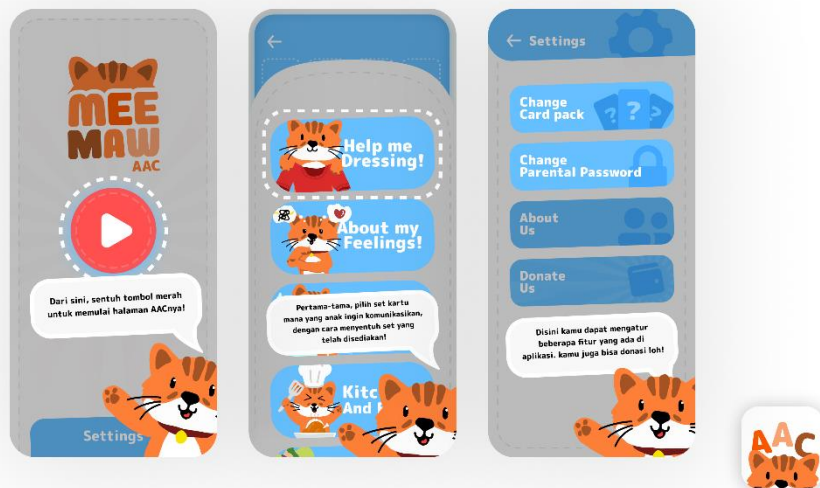 MEE
MAW
AAC
Dari sini, sentuh tombol merah
untuk memulai halaman AACnya!
Settings
Help me
Dressing!
About my
Feelings!
Pertama-tama, pilih set kartu
mana yang anak ingin komunikasikan,
dengan cara menyentuh set yang
telah disediakan!
And
Settings
Change
Card pack
? ? ?
Change
Parental Password
About
Us
Donate
Us
Disini kamu dapat mengatur
beberapa fitur yang ada di
aplikasi. kamu juga bisa donasi loh!
AAC